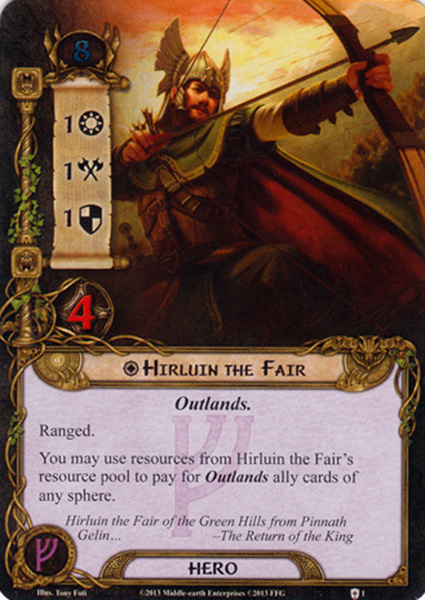 8
1
1
1
4
HIRLUIN THE FAIR
Outlands.
Ranged.
You may use resources from Hirluin the Fair's
resource pool to pay for Outlands ally cards of
any sphere.
Hirluin the Fair of the Green Hills from Pinnath
Gelin… –The Return of the King
HERO
Illus. Tony Foti ©2013 Middle-earth Enterprises ©2013 FFG 1